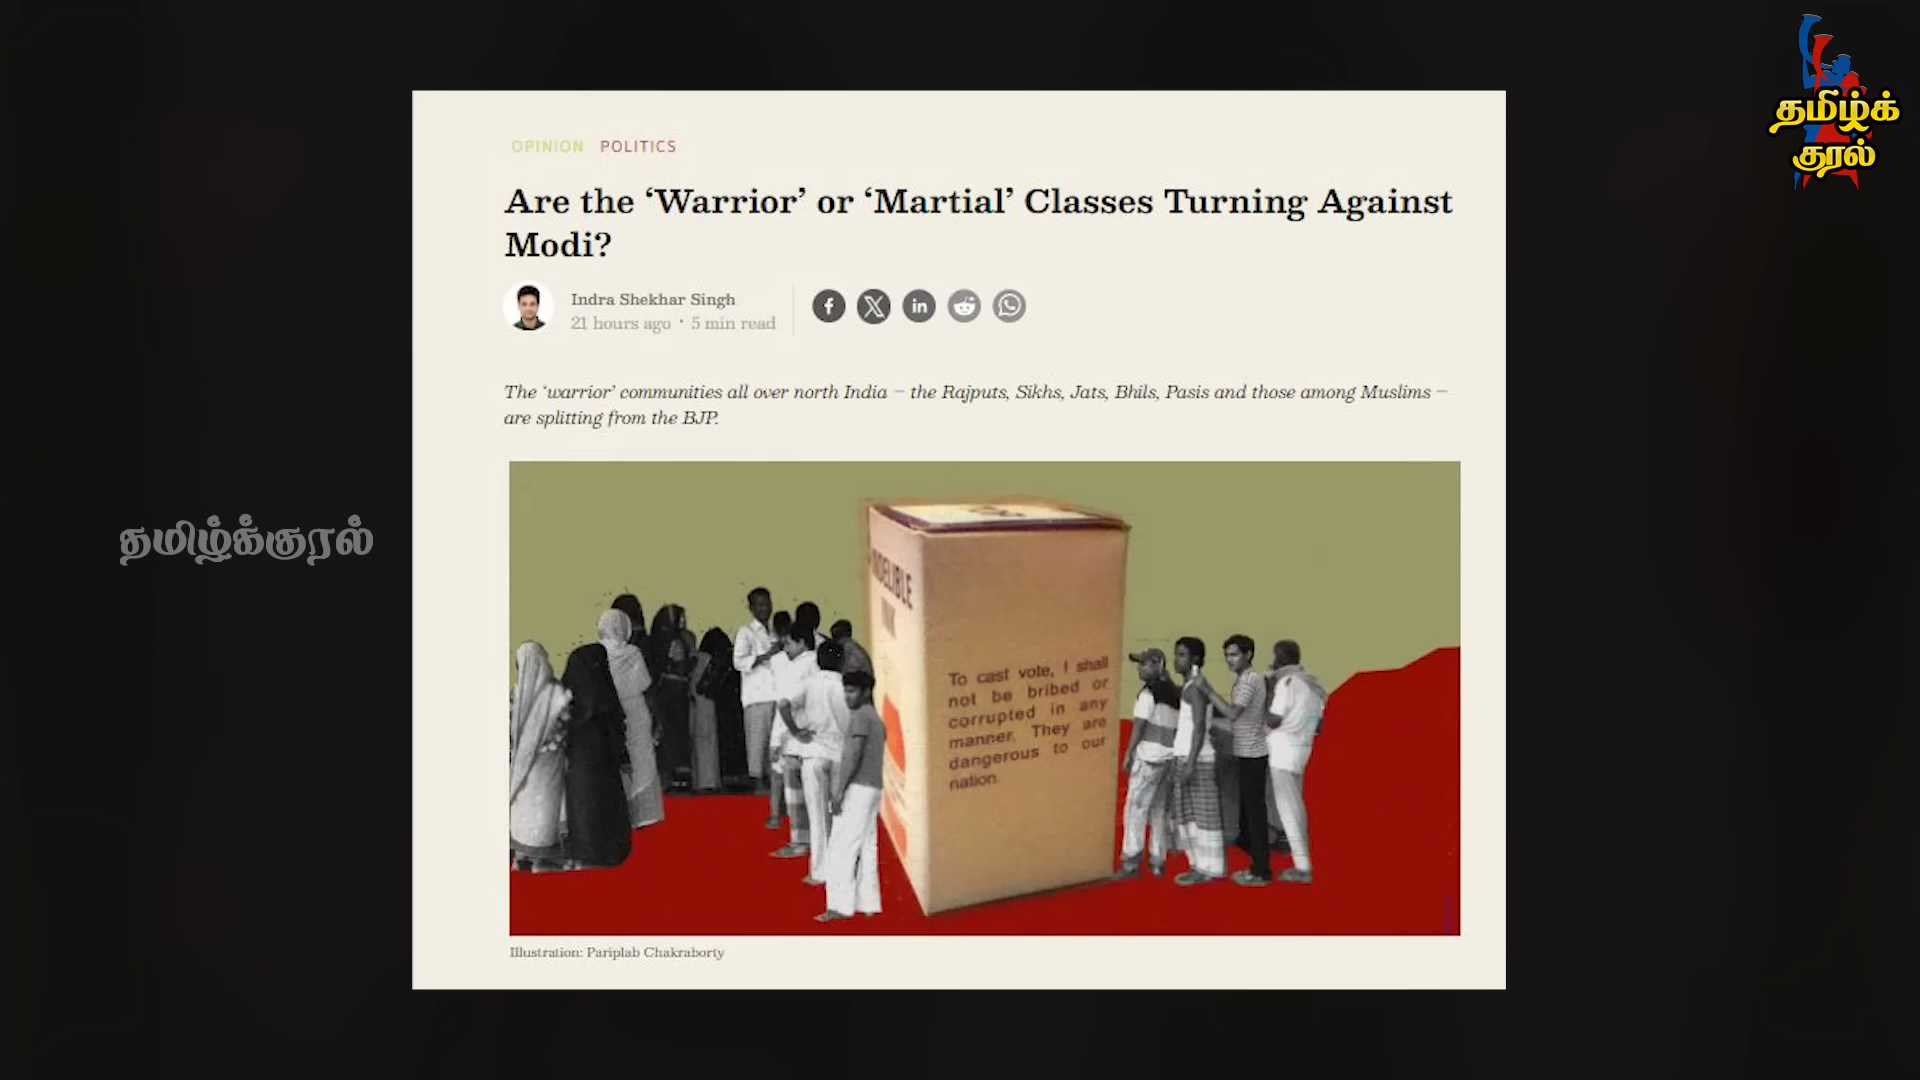 தமிழ்க்
குரல்
OPINION POLITICS
Are the ‘Warrior’ or ‘Martial’ Classes Turning Against
Modi?
Indra Shekhar Singh
21 hours ago · 5 min read
The ‘warrior’ communities all over north India – the Rajputs, Sikhs, Jats, Bhils, Pasis and those among Muslims –
are splitting from the BJP.
தமிழ்க்குரல்
To cast vote, I shall
not be bribed or
corrupted in any
manner. They are
dangerous to our
nation.
Illustration: Pariplab Chakraborty